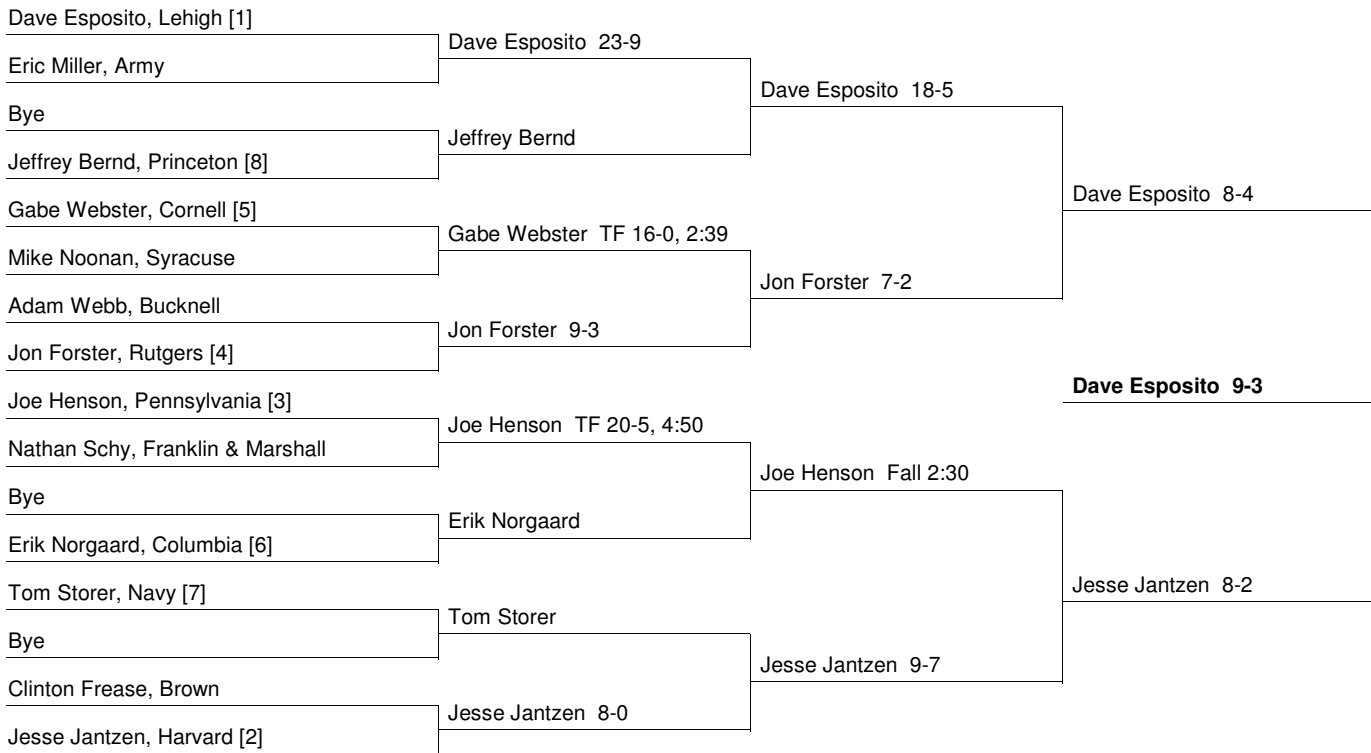 Dave Esposito, Lehigh [1]
Dave Esposito 23-9
Eric Miller, Army
Dave Esposito 18-5
Bye
Jeffrey Bernd
Jeffrey Bernd, Princeton [8]
Dave Esposito 8-4
Gabe Webster, Cornell [5]
Gabe Webster TF 16-0, 2:39
Mike Noonan, Syracuse
Jon Forster 7-2
Adam Webb, Bucknell
Jon Forster 9-3
Jon Forster, Rutgers [4]
Dave Esposito 9-3
Joe Henson, Pennsylvania [3]
Joe Henson TF 20-5, 4:50
Nathan Schy, Franklin & Marshall
Joe Henson Fall 2:30
Bye
Erik Norgaard
Erik Norgaard, Columbia [6]
Jesse Jantzen 8-2
Tom Storer, Navy [7]
Tom Storer
Bye
Jesse Jantzen 9-7
Clinton Frease, Brown
Jesse Jantzen 8-0
Jesse Jantzen, Harvard [2]